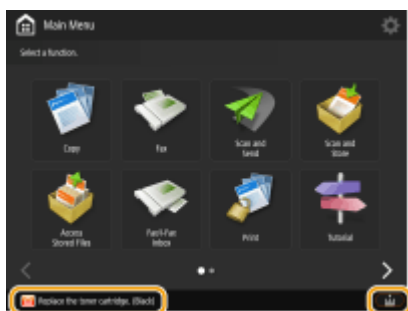 Main Menu
Select a function.
Copy
Fax
Scan and
Send
Scan and
Store
Access
Stored Files
Fax/I-Fax
Inbox
Print
Tutorial
Replace the toner cartridge. (Black)